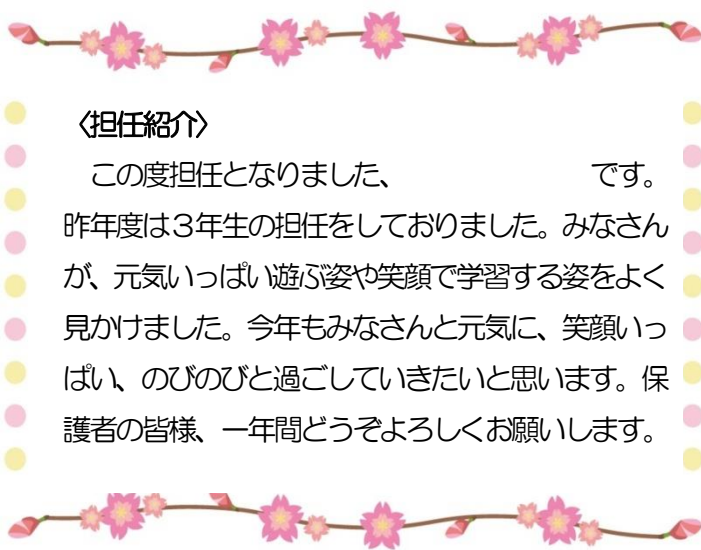 〈担任紹介〉
　この度担任となりました、　　　　　　　です。
昨年度は３年生の担任をしておりました。みなさん
が、元気いっぱい遊ぶ姿や笑顔で学習する姿をよく
見かけました。今年もみなさんと元気に、笑顔いっ
ぱい、のびのびと過ごしていきたいと思います。保
護者の皆様、一年間どうぞよろしくお願いします。